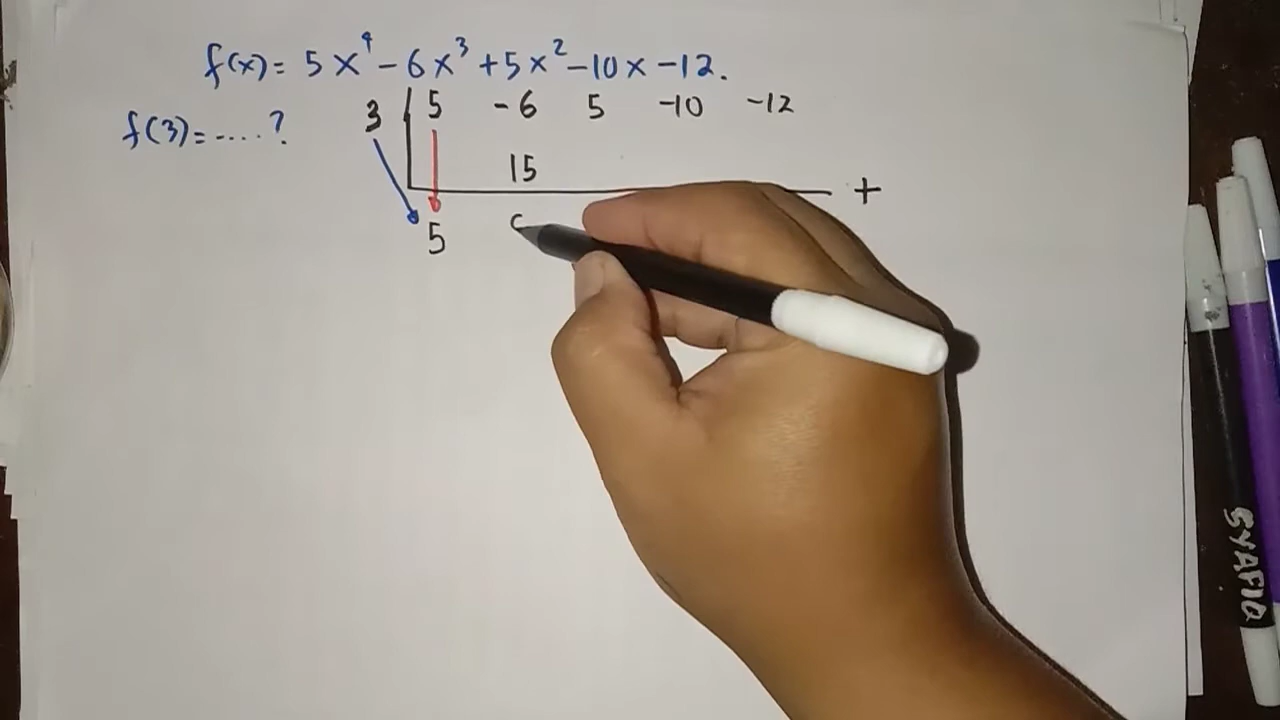 f(x) = 5x⁴ - 6x³ + 5x² - 10x - 12.
3 5 -6 5 -10 -12
f(3) = ....?
15
+
5
SYAFIQ